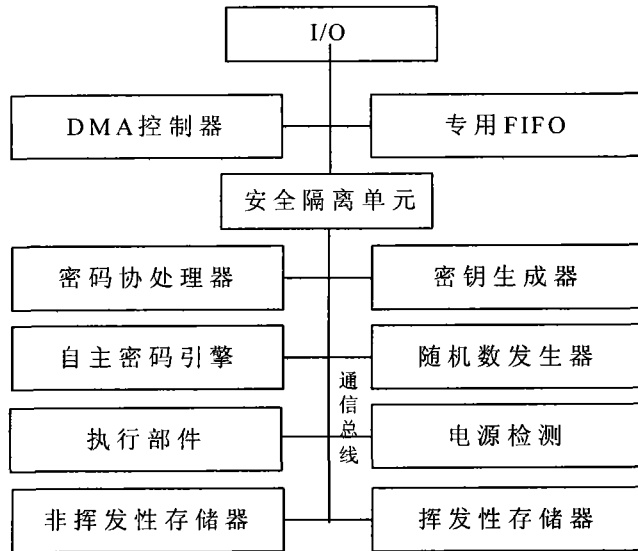 I/O
DMA控制器
专用FIFO
安全隔离单元
密码协处理器
密钥生成器
自主密码引擎
随机数发生器
通信总线
执行部件
电源检测
非挥发性存储器
挥发性存储器